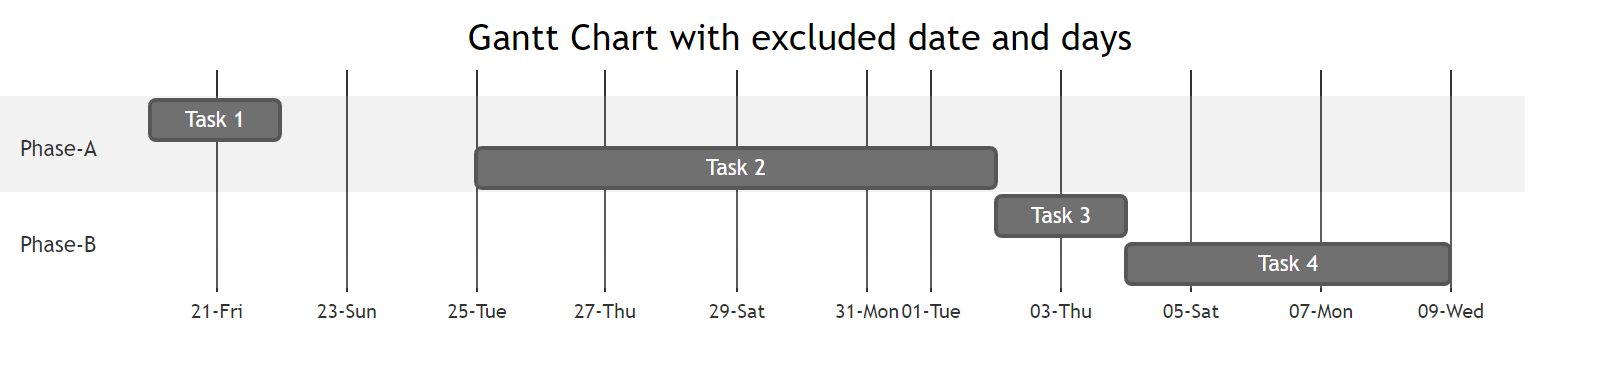 Gantt Chart with excluded date and days
Task 1
Phase-A
Task 2
Task 3
Phase-B
Task 4
21-Fri 23-Sun 25-Tue 27-Thu 29-Sat 31-Mon 01-Tue 03-Thu 05-Sat 07-Mon 09-Wed